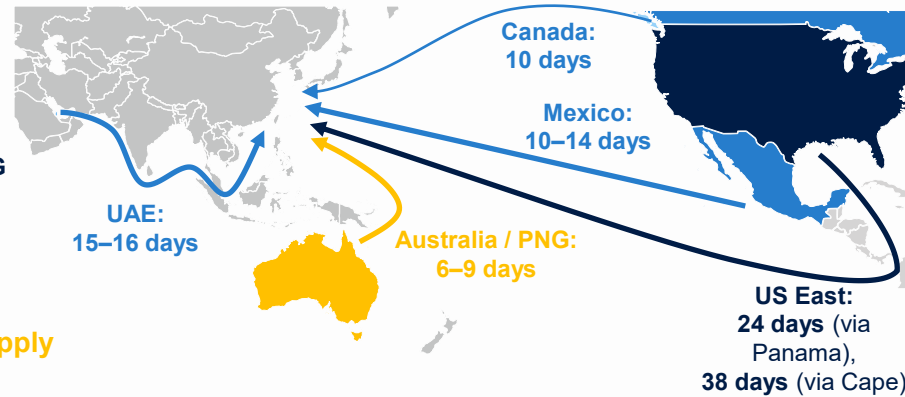 Canada:
10 days
Mexico:
10–14 days
G
UAE:
15–16 days
Australia / PNG:
6–9 days
US East:
24 days (via
Panama),
38 days (via Cape)
pply